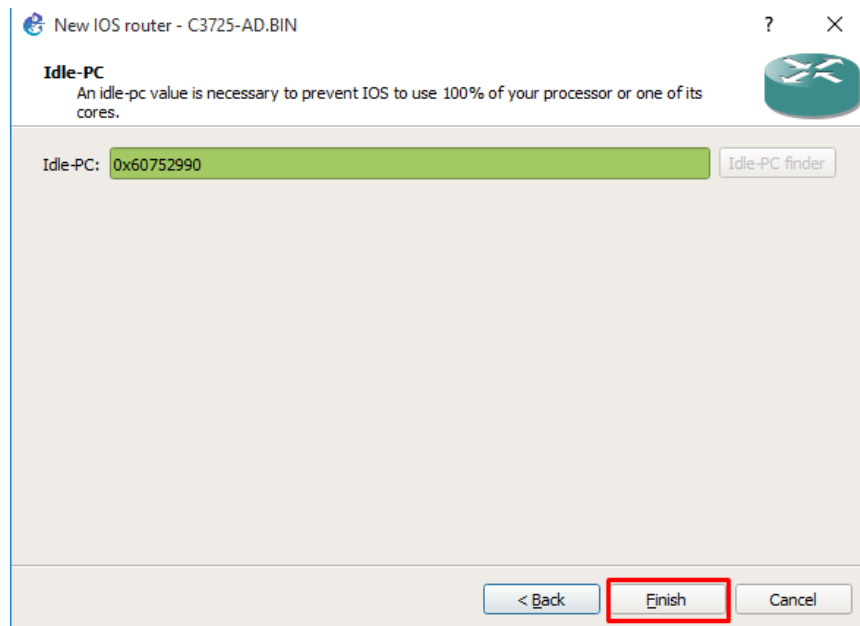 New IOS router - C3725-AD.BIN
?
Idle-PC
An idle-pc value is necessary to prevent IOS to use 100% of your processor or one of its
cores.
Idle-PC: 0x60752990 Idle-PC finder
< Back Finish Cancel